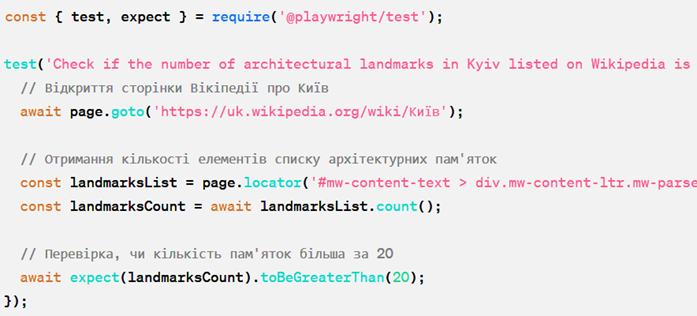 const { test, expect } = require('@playwright/test');
test('Check if the number of architectural landmarks in Kyiv listed on Wikipedia is
// Відкриття сторінки Вікіпедії про Київ
await page.goto('https://uk.wikipedia.org/wiki/Київ');
// Отримання кількості елементів списку архітектурних пам'яток
const landmarksList = page.locator('#mw-content-text > div.mw-content-ltr.mw-parse
const landmarksCount = await landmarksList.count();
// Перевірка, чи кількість пам'яток більша за 20
await expect(landmarksCount).toBeGreaterThan(20);
});